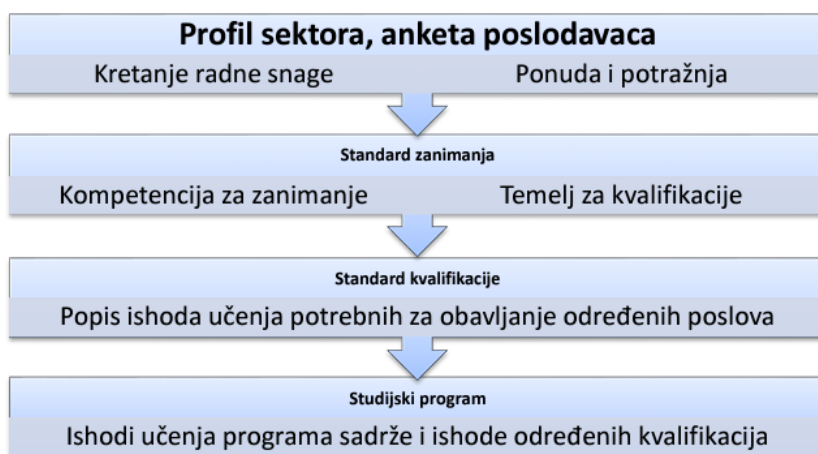 Profil sektora, anketa poslodavaca
Kretanje radne snage Ponuda i potražnja
Standard zanimanja
Kompetencija za zanimanje Temelj za kvalifikacije
Standard kvalifikacije
Popis ishoda učenja potrebnih za obavljanje određenih poslova
Studijski program
Ishodi učenja programa sadrže i ishode određenih kvalifikacija